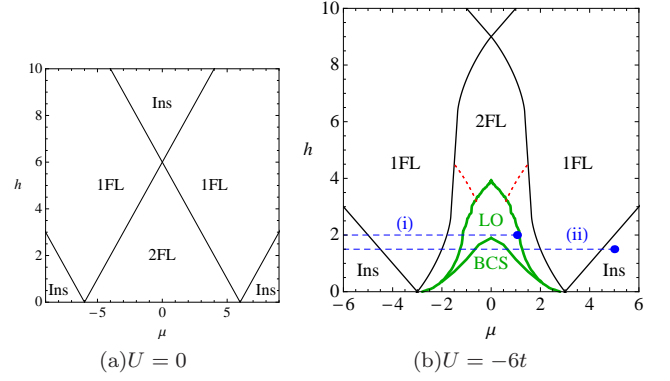 10
8
6
4
2
0
h
−5
0
5
μ
Ins
1FL
1FL
2FL
Ins
Ins
(a)U = 0
10
8
6
4
2
0
h
−6
−4
−2
0
2
4
6
μ
2FL
1FL
1FL
(i)
LO
(ii)
Ins
BCS
Ins
(b)U = −6t